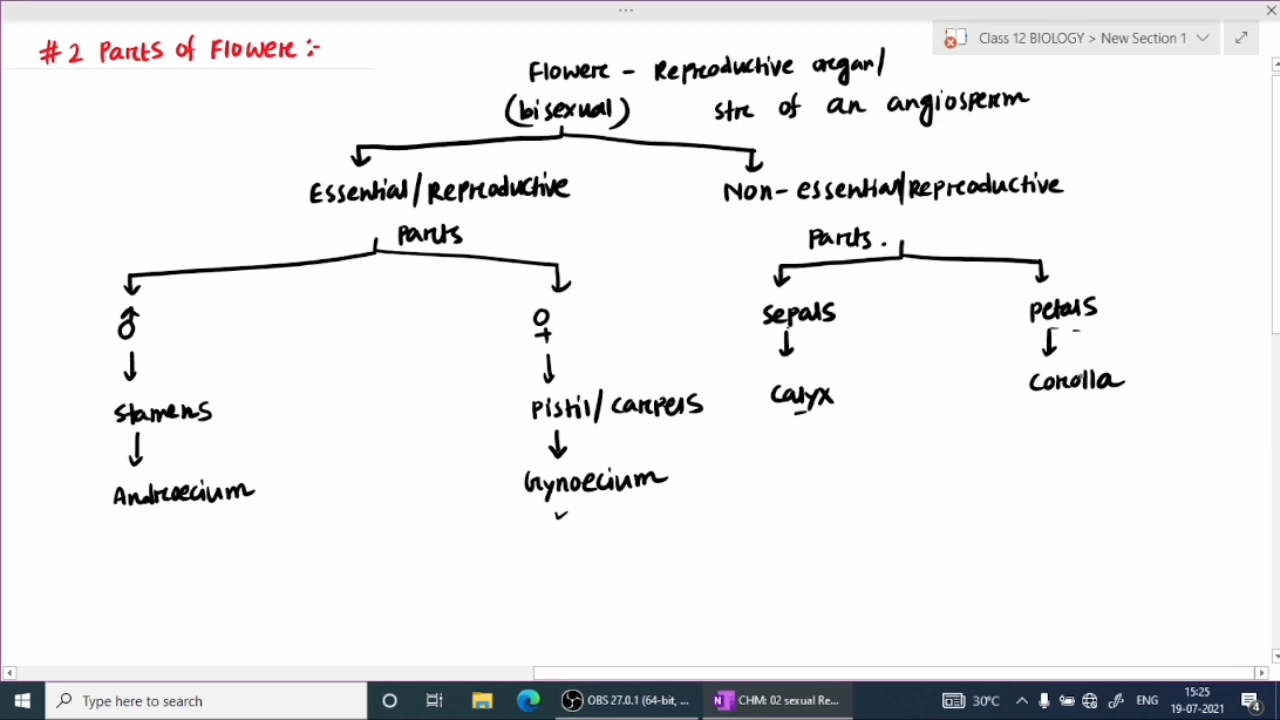 Class 12 BIOLOGY > New Section 1
# 2 Parts of Flower :-
Flower - Reproductive organ/
(bisexual) str of an angiosperm
Essential/Reproductive
Parts
Non-essential/Reproductive
Parts.
♂
♀
Sepals
Petals
Stamens
Pistil/Carpels
Calyx
Corolla
Androecium
Gynoecium
Type here to search
OBS 27.0.1 (64-bit, ...
CHM: 02 sexual Re...
30°C
ENG
15:25
19-07-2021
4